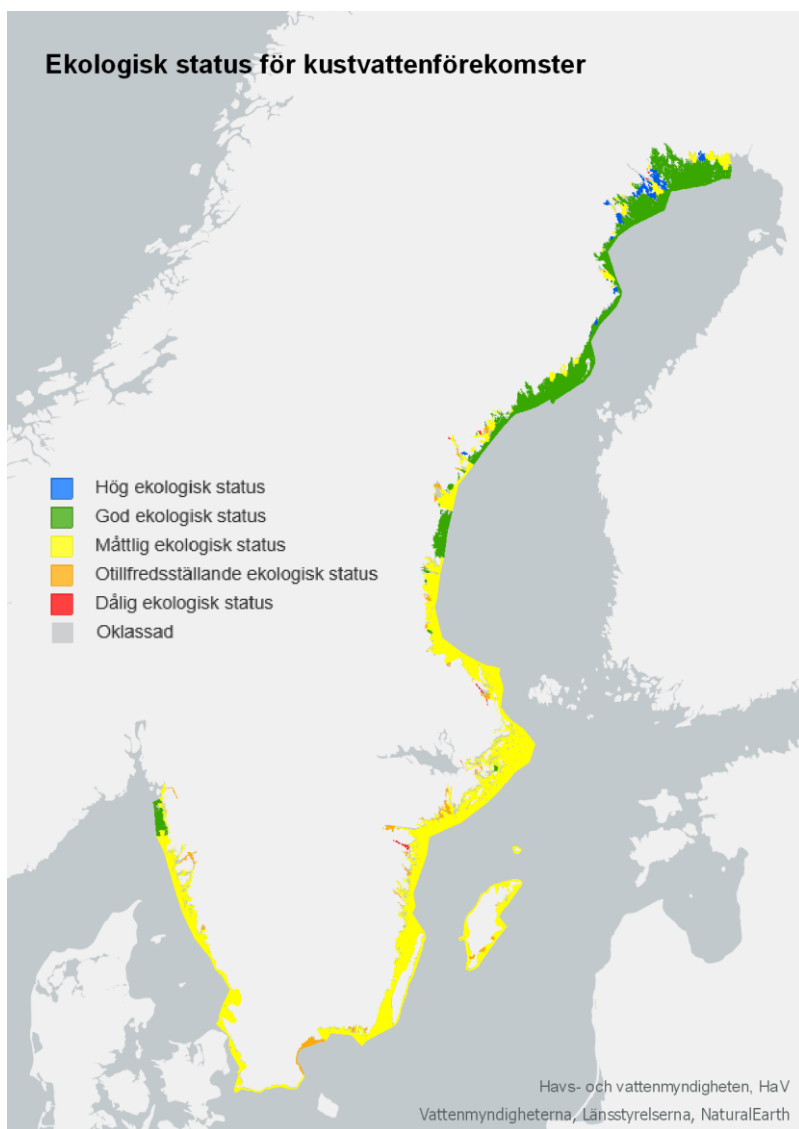 Ekologisk status för kustvattenförekomster
Hög ekologisk status
God ekologisk status
Måttlig ekologisk status
Otillfredsställande ekologisk status
Dålig ekologisk status
Oklassad
Havs- och vattenmyndigheten, HaV
Vattenmyndigheterna, Länsstyrelserna, NaturalEarth